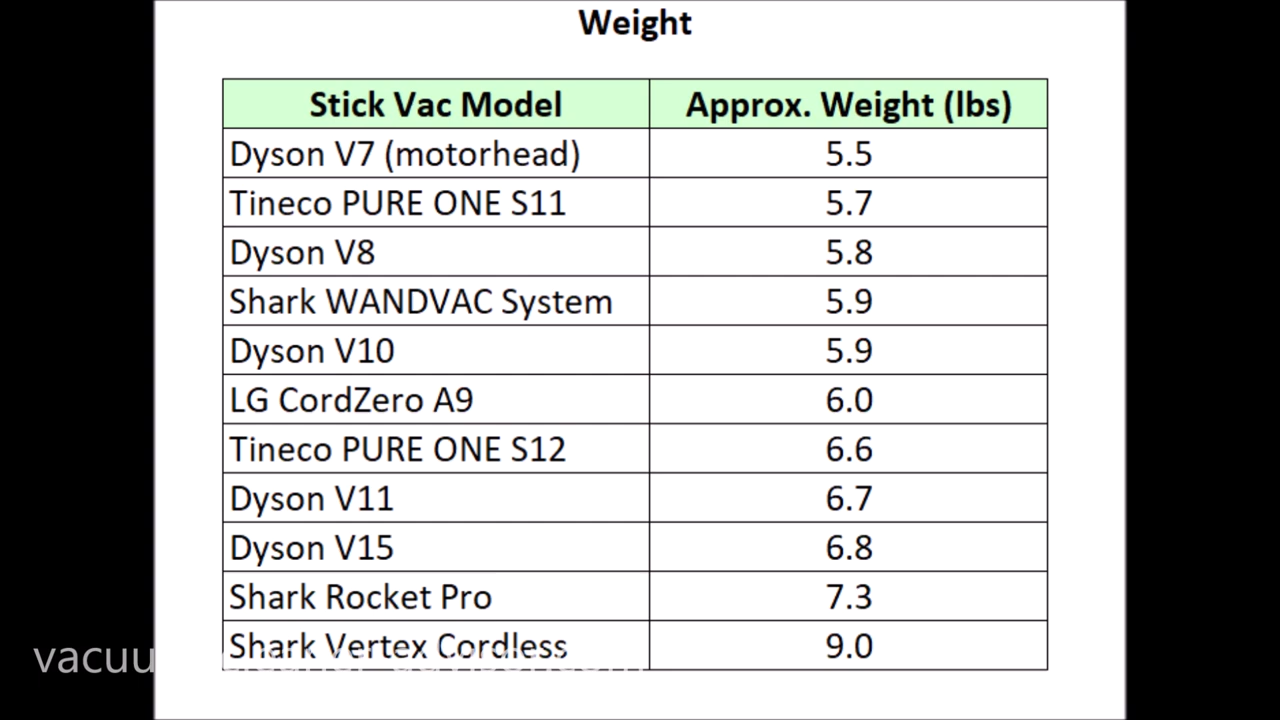 Weight
Stick Vac Model Approx. Weight (lbs)
Dyson V7 (motorhead) 5.5
Tineco PURE ONE S11 5.7
Dyson V8 5.8
Shark WANDVAC System 5.9
Dyson V10 5.9
LG CordZero A9 6.0
Tineco PURE ONE S12 6.6
Dyson V11 6.7
Dyson V15 6.8
Shark Rocket Pro 7.3
Shark Vertex Cordless 9.0